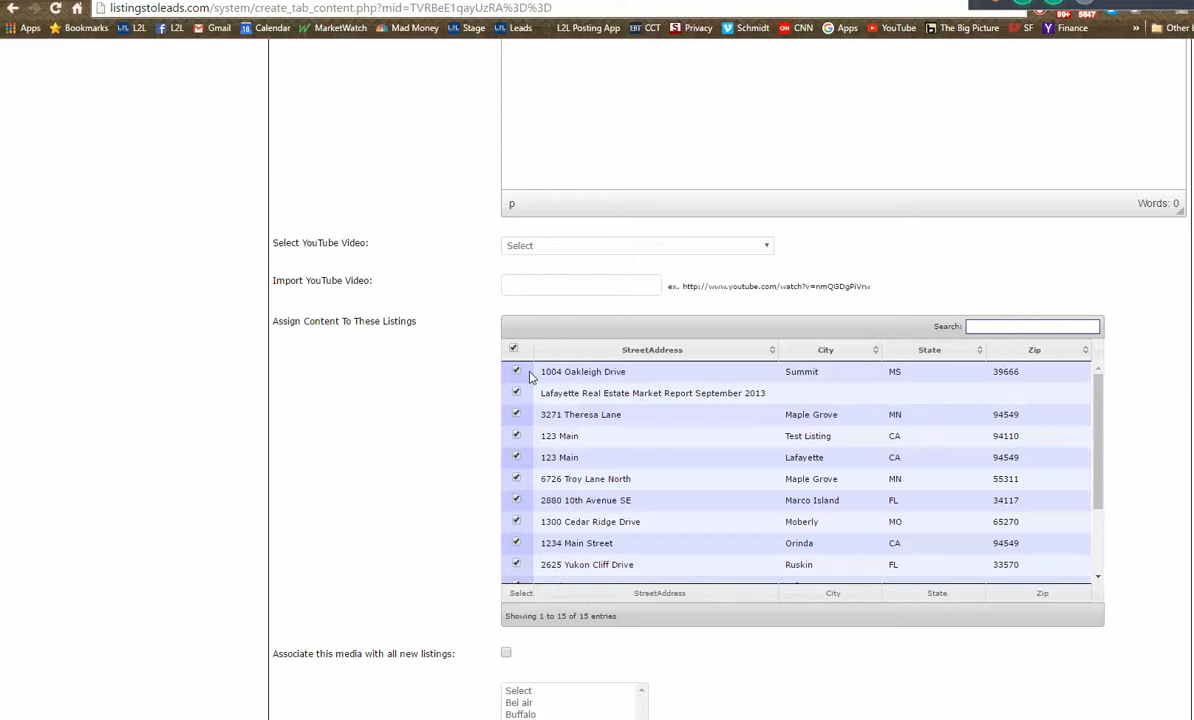 listingstoleads.com/system/create_tab_content.php?mid=TVRBeE1qayUzRA%3D%3D
99+ 5847
Apps Bookmarks L2L L2L Gmail Calendar MarketWatch Mad Money Stage Leads L2L Posting App EBT CCT Privacy Schmidt CNN Apps YouTube The Big Picture SF Finance » Other
p Words: 0
Select YouTube Video: Select
Import YouTube Video: ex. http://www.youtube.com/watch?v=nmQGDgPiVnw
Assign Content To These Listings Search:
StreetAddress City State Zip
1004 Oakleigh Drive Summit MS 39666
Lafayette Real Estate Market Report September 2013
3271 Theresa Lane Maple Grove MN 94549
123 Main Test Listing CA 94110
123 Main Lafayette CA 94549
6726 Troy Lane North Maple Grove MN 55311
2880 10th Avenue SE Marco Island FL 34117
1300 Cedar Ridge Drive Moberly MO 65270
1234 Main Street Orinda CA 94549
2625 Yukon Cliff Drive Ruskin FL 33570
Select StreetAddress City State Zip
Showing 1 to 15 of 15 entries
Associate this media with all new listings:
Select
Bel air
Buffalo